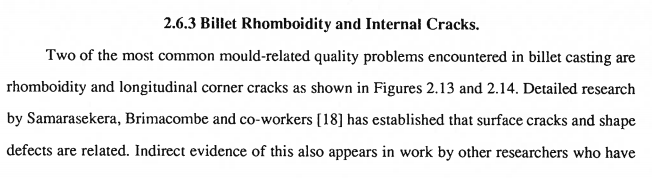 2.6.3 Billet Rhomboidity and Internal Cracks.
Two of the most common mould-related quality problems encountered in billet casting are
rhomboidity and longitudinal corner cracks as shown in Figures 2.13 and 2.14. Detailed research
by Samarasekera, Brimacombe and co-workers [18] has established that surface cracks and shape
defects are related. Indirect evidence of this also appears in work by other researchers who have